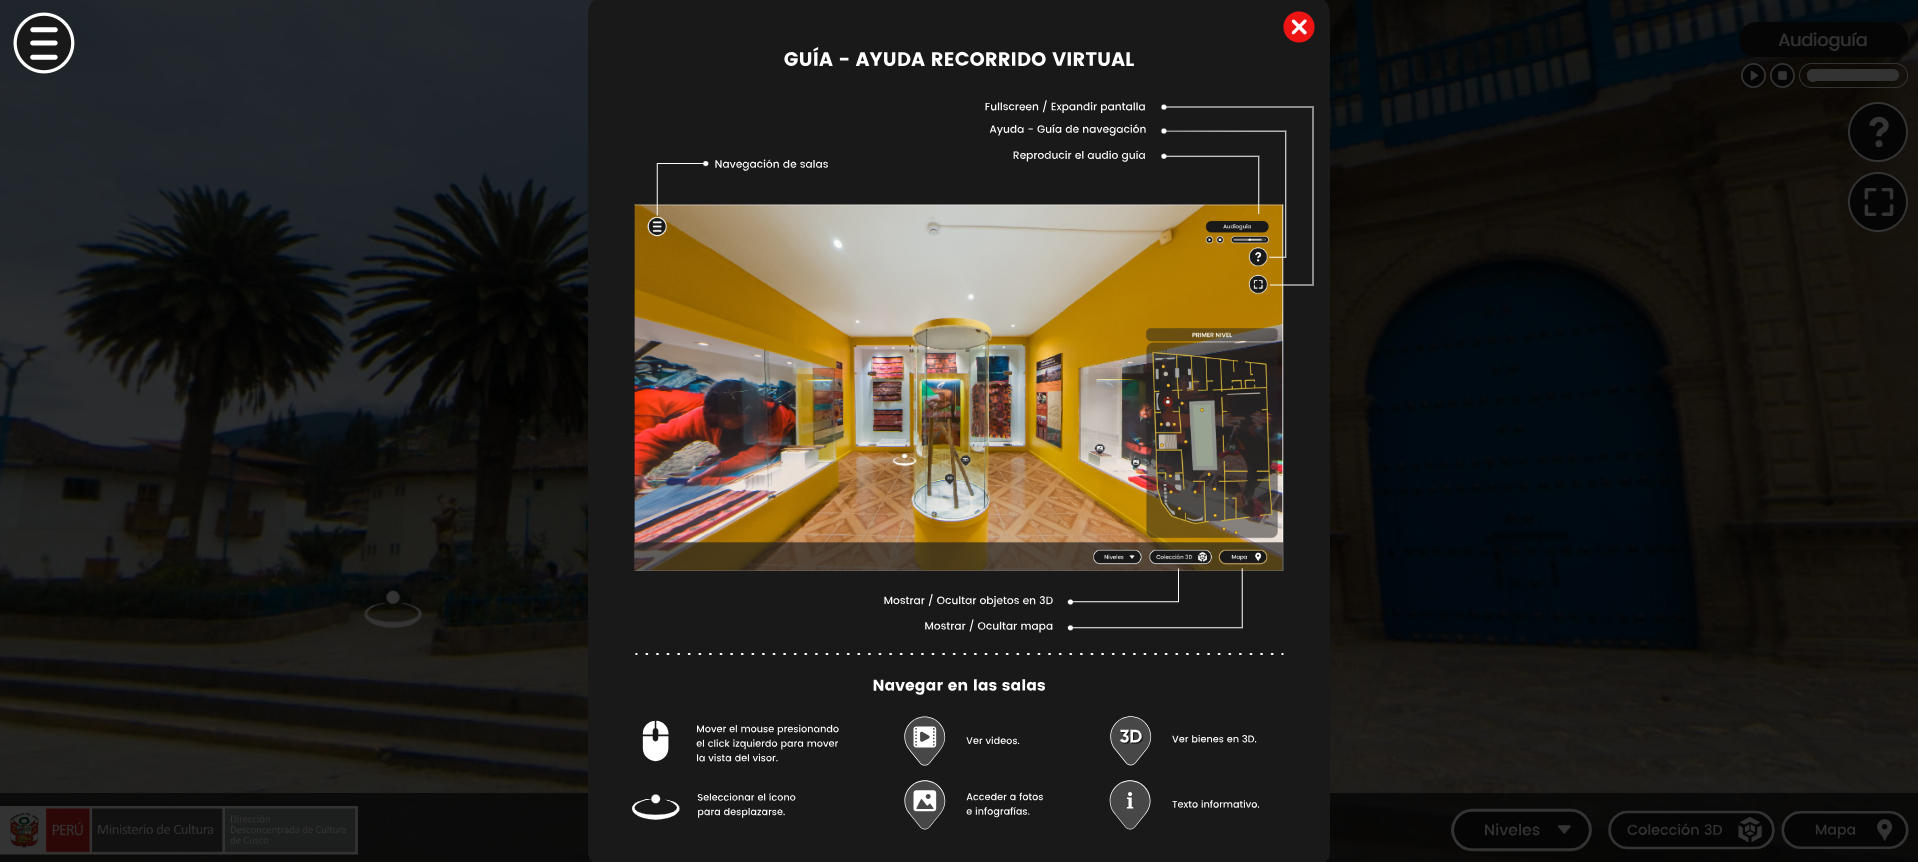 GUÍA - AYUDA RECORRIDO VIRTUAL
Audioguía
Fullscreen / Expandir pantalla
Ayuda - Guía de navegación
Reproducir el audio guía
Navegación de salas
Audioguía
?
?
PRIMER NIVEL
Niveles
Colección 3D
Mapa
Mostrar / Ocultar objetos en 3D
Mostrar / Ocultar mapa
Navegar en las salas
Mover el mouse presionando
el click izquierdo para mover
la vista del visor.
Ver videos.
3D
Ver bienes en 3D.
Seleccionar el ícono
para desplazarse.
Acceder a fotos
e infografías.
i
Texto informativo.
PERÚ
Ministerio de Cultura
Dirección
Desconcentrada de Cultura
de Cusco
Niveles
Colección 3D
Mapa